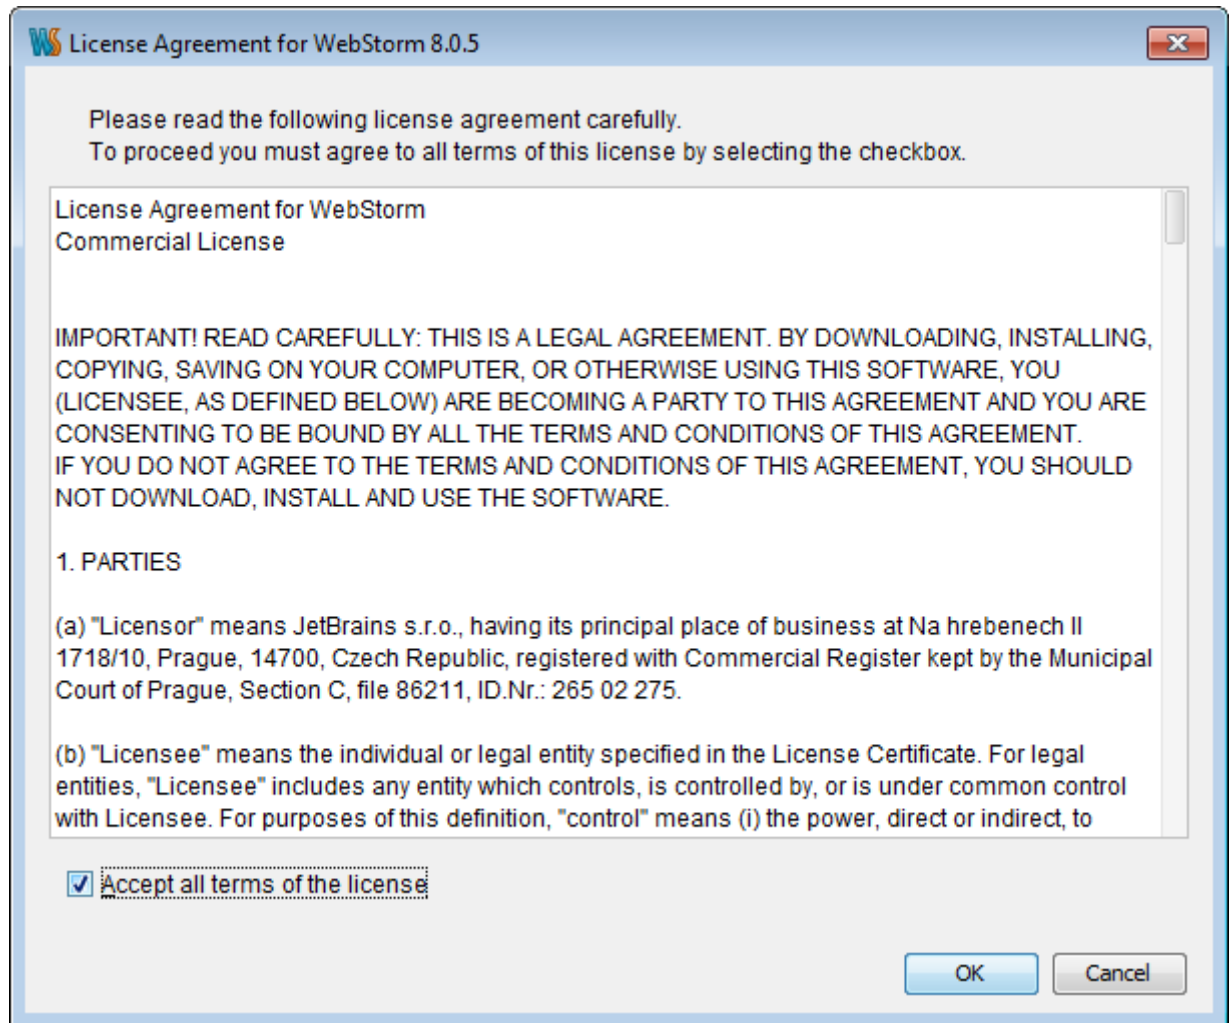 WS License Agreement for WebStorm 8.0.5
Please read the following license agreement carefully.
To proceed you must agree to all terms of this license by selecting the checkbox.
License Agreement for WebStorm
Commercial License
IMPORTANT! READ CAREFULLY: THIS IS A LEGAL AGREEMENT. BY DOWNLOADING, INSTALLING,
COPYING, SAVING ON YOUR COMPUTER, OR OTHERWISE USING THIS SOFTWARE, YOU
(LICENSEE, AS DEFINED BELOW) ARE BECOMING A PARTY TO THIS AGREEMENT AND YOU ARE
CONSENTING TO BE BOUND BY ALL THE TERMS AND CONDITIONS OF THIS AGREEMENT.
IF YOU DO NOT AGREE TO THE TERMS AND CONDITIONS OF THIS AGREEMENT, YOU SHOULD
NOT DOWNLOAD, INSTALL AND USE THE SOFTWARE.
1. PARTIES
(a) "Licensor" means JetBrains s.r.o., having its principal place of business at Na hrebenech II
1718/10, Prague, 14700, Czech Republic, registered with Commercial Register kept by the Municipal
Court of Prague, Section C, file 86211, ID.Nr.: 265 02 275.
(b) "Licensee" means the individual or legal entity specified in the License Certificate. For legal
entities, "Licensee" includes any entity which controls, is controlled by, or is under common control
with Licensee. For purposes of this definition, "control" means (i) the power, direct or indirect, to
Accept all terms of the license
OK Cancel